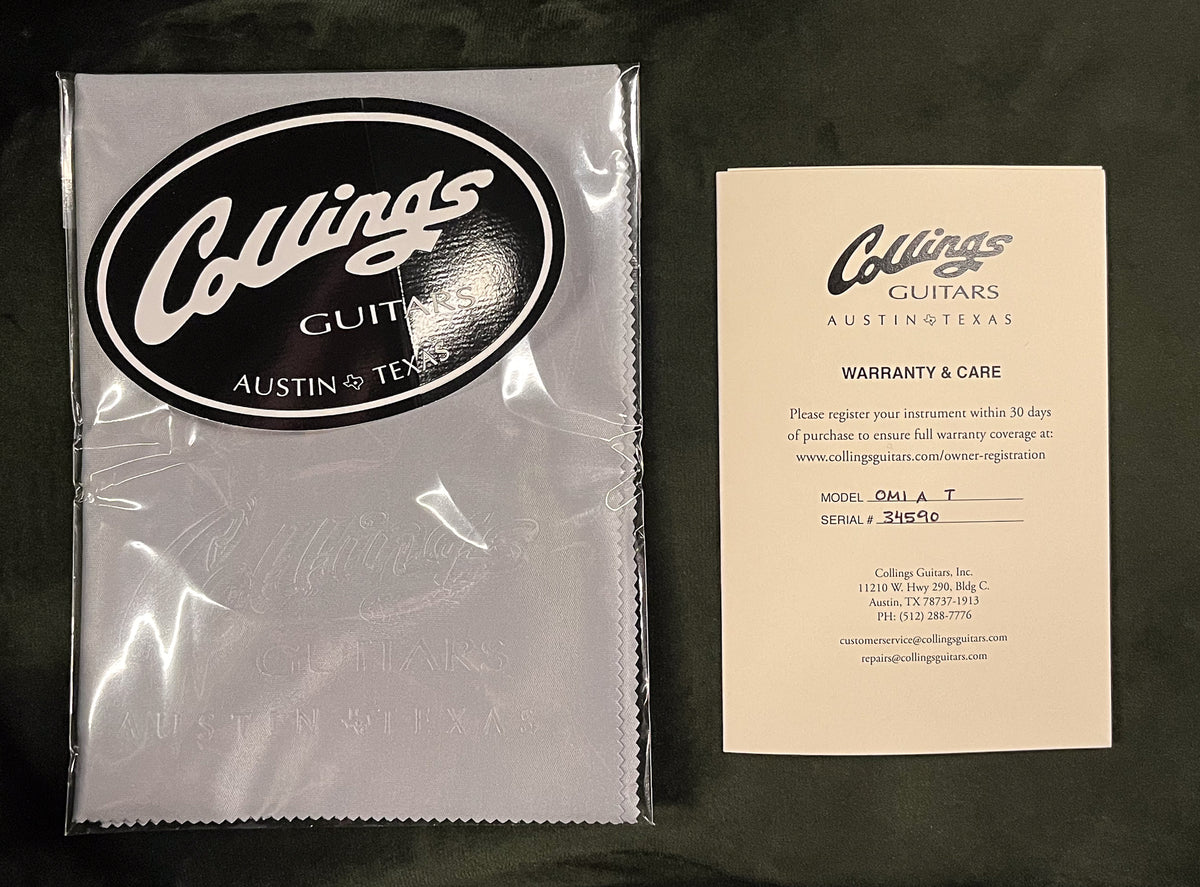 Collings
GUITARS
AUSTIN TEXAS
Collings
GUITARS
AUSTIN TEXAS
Collings
GUITARS
AUSTIN TEXAS
WARRANTY & CARE
Please register your instrument within 30 days
of purchase to ensure full warranty coverage at:
www.collingsguitars.com/owner-registration
MODEL OM1 A T
SERIAL # 34590
Collings Guitars, Inc.
11210 W. Hwy 290, Bldg C.
Austin, TX 78737-1913
PH: (512) 288-7776
customerservice@collingsguitars.com
repairs@collingsguitars.com